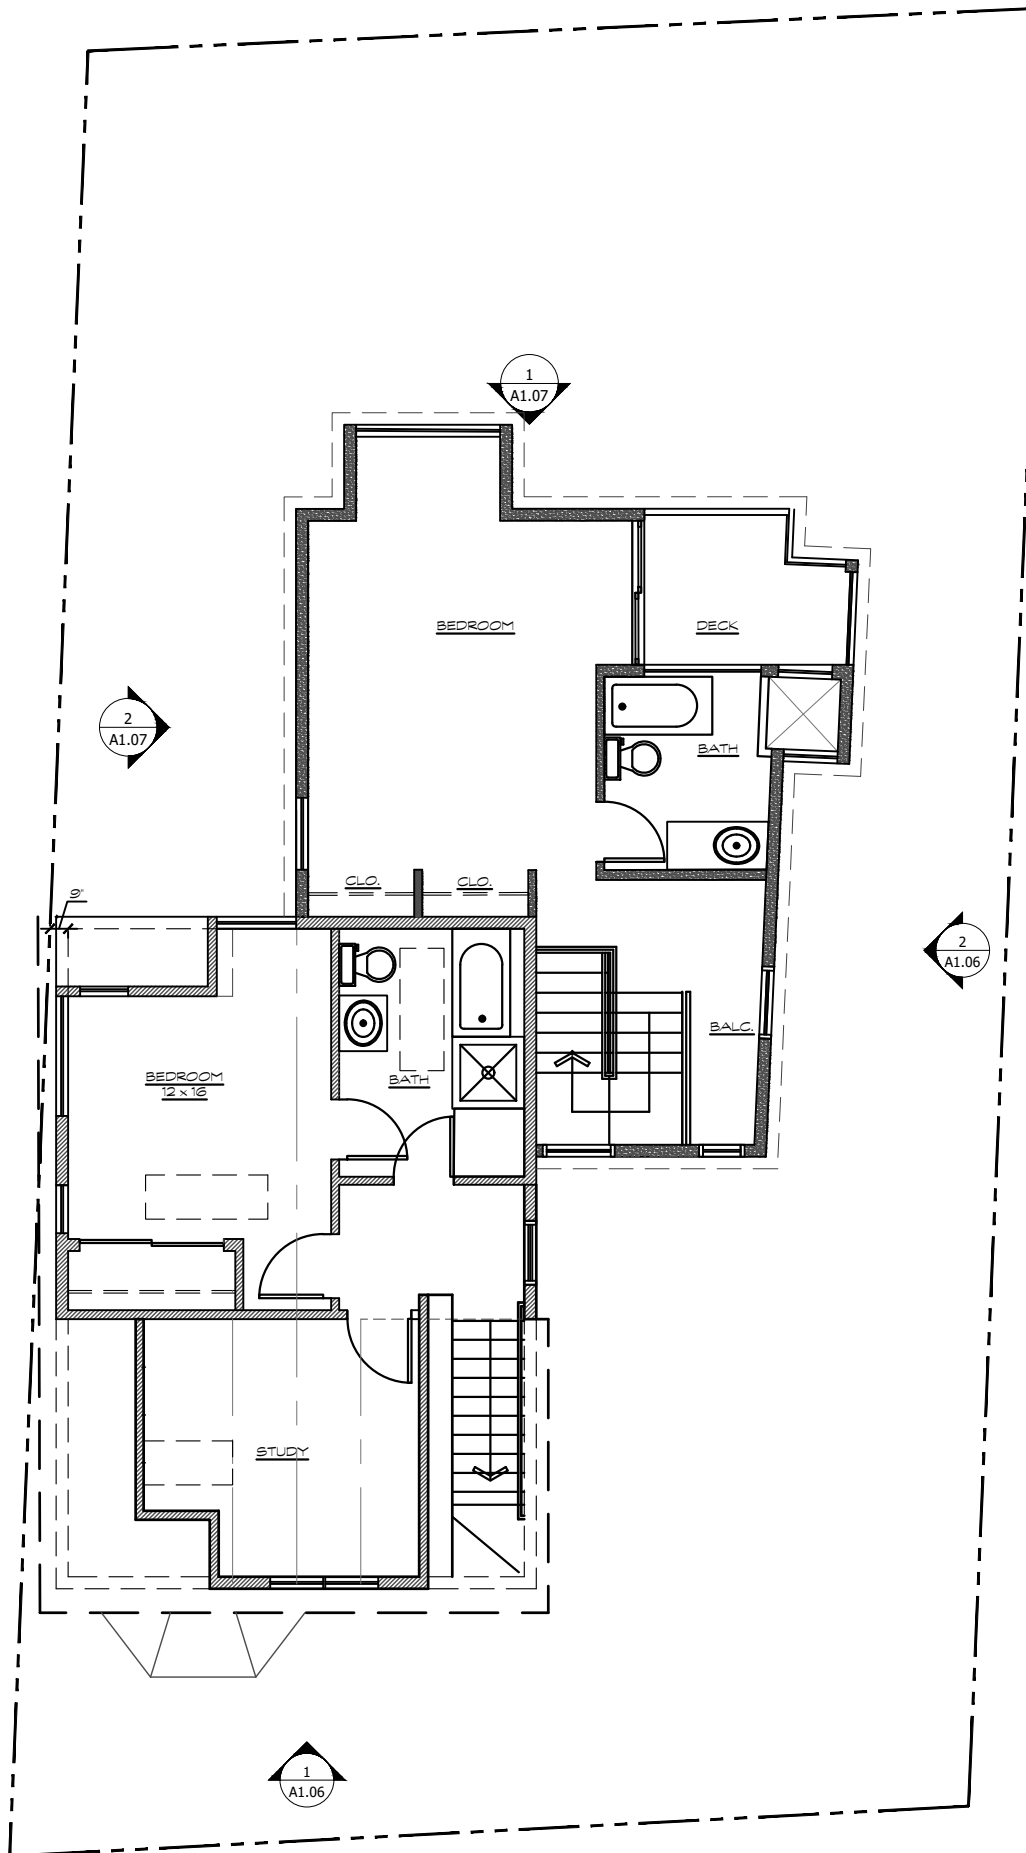 1
A1.07
BEDROOM
DECK
2
A1.07
BATH
CLO.
CLO.
9"
2
A1.06
BALC.
BEDROOM
12 x 16
BATH
STUDY
1
A1.06